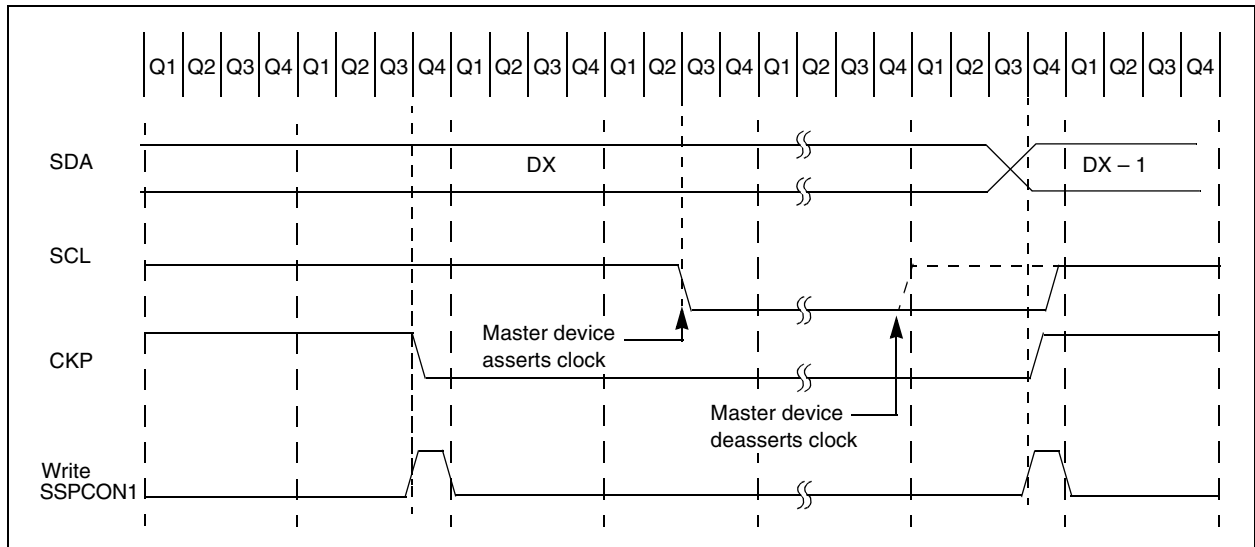 Q1 Q2 Q3 Q4 Q1 Q2 Q3 Q4 Q1 Q2 Q3 Q4 Q1 Q2 Q3 Q4 Q1 Q2 Q3 Q4 Q1 Q2 Q3 Q4 Q1 Q2 Q3 Q4
SDA
DX
DX – 1
SCL
Master device
asserts clock
CKP
Master device
deasserts clock
Write
SSPCON1